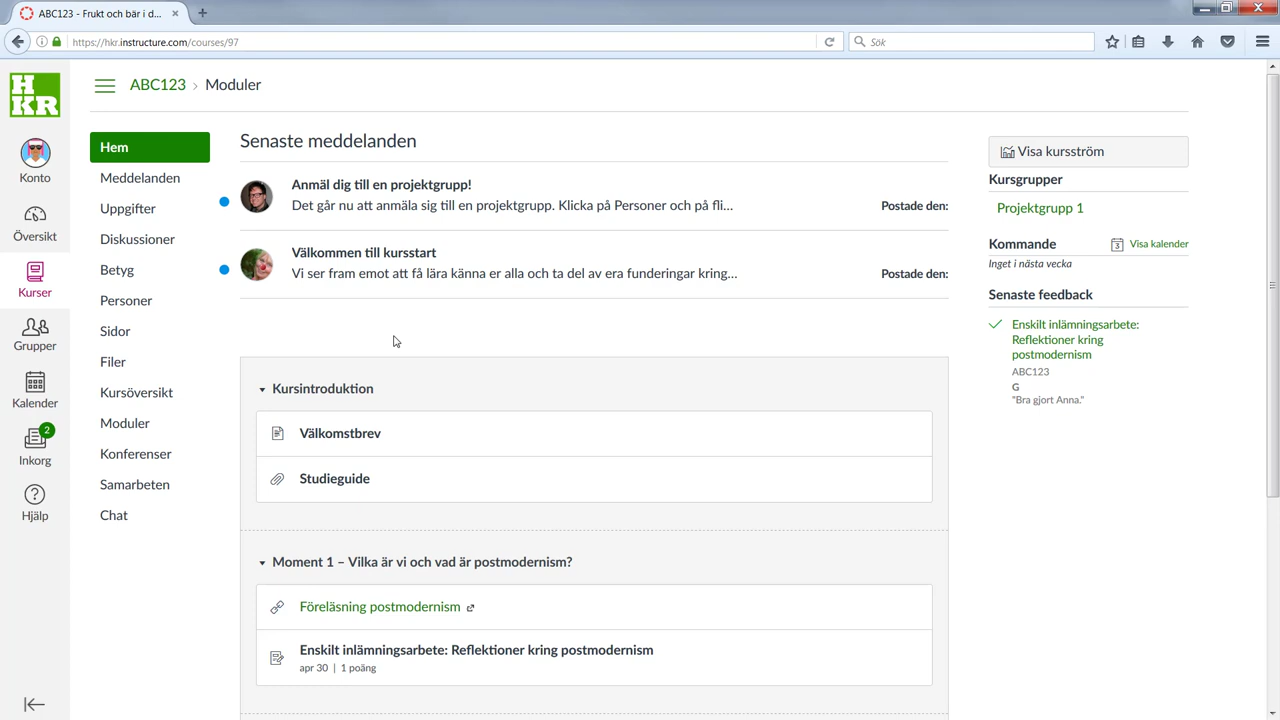 ABC123 - Frukt och bär i d...
https://hkr.instructure.com/courses/97
Sök
HKR
ABC123 > Moduler
Konto
Översikt
Kurser
Grupper
Kalender
2
Inkorg
Hjälp
Hem
Meddelanden
Uppgifter
Diskussioner
Betyg
Personer
Sidor
Filer
Kursöversikt
Moduler
Konferenser
Samarbeten
Chat
Senaste meddelanden
Anmäl dig till en projektgrupp!
Det går nu att anmäla sig till en projektgrupp. Klicka på Personer och på fli...
Postade den:
Välkommen till kursstart
Vi ser fram emot att få lära känna er alla och ta del av era funderingar kring...
Postade den:
Kursintroduktion
Välkomstbrev
Studieguide
Moment 1 – Vilka är vi och vad är postmodernism?
Föreläsning postmodernism
Enskilt inlämningsarbete: Reflektioner kring postmodernism
apr 30 | 1 poäng
Visa kursström
Kursgrupper
Projektgrupp 1
Kommande
3 Visa kalender
Inget i nästa vecka
Senaste feedback
Enskilt inlämningsarbete:
Reflektioner kring
postmodernism
ABC123
G
"Bra gjort Anna."